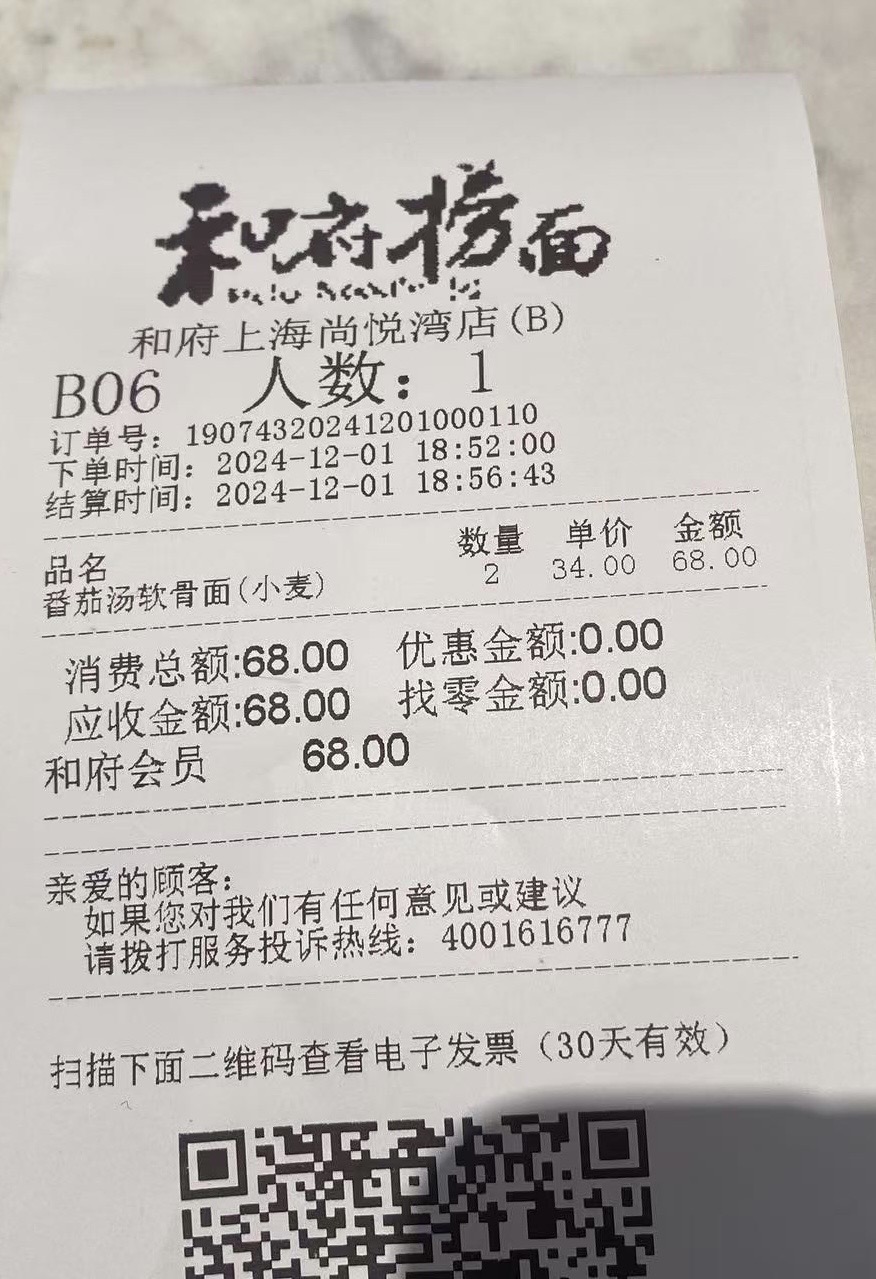 和府捞面
和府上海尚悦湾店(B)
B06 人数: 1
订单号: 19074320241201000110
下单时间: 2024-12-01 18:52:00
结算时间: 2024-12-01 18:56:43
品名 数量 单价 金额
番茄汤软骨面(小麦) 2 34.00 68.00
消费总额:68.00 优惠金额:0.00
应收金额:68.00 找零金额:0.00
和府会员 68.00
亲爱的顾客:
如果您对我们有任何意见或建议
请拨打服务投诉热线: 4001616777
扫描下面二维码查看电子发票(30天有效)